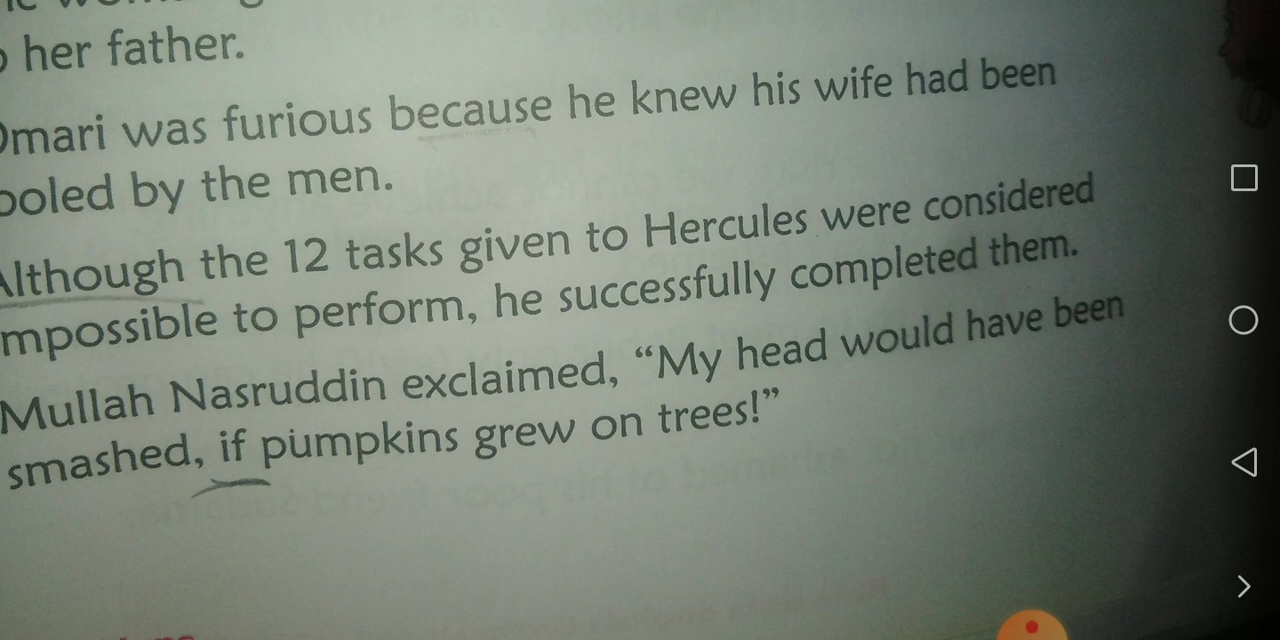 her father.
Omari was furious because he knew his wife had been
ooled by the men.
Although the 12 tasks given to Hercules were considered
mpossible to perform, he successfully completed them.
Mullah Nasruddin exclaimed, “My head would have been
smashed, if pumpkins grew on trees!”